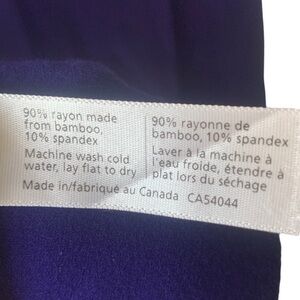 90% rayon made
from bamboo,
10% spandex
Machine wash cold
water, lay flat to dry
90% rayonne de
bamboo, 10% spandex
Laver à la machine à
l'eau froide, étendre à
plat lors du séchage
Made in/fabriqué au Canada CA54044